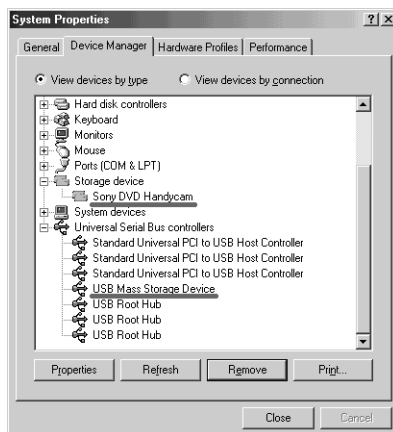 System Properties
General Device Manager Hardware Profiles Performance
View devices by type View devices by connection
Hard disk controllers
Keyboard
Monitors
Mouse
Ports (COM & LPT)
Storage device
Sony DVD Handycam
System devices
Universal Serial Bus controllers
Standard Universal PCI to USB Host Controller
Standard Universal PCI to USB Host Controller
Standard Universal PCI to USB Host Controller
USB Mass Storage Device
USB Root Hub
USB Root Hub
USB Root Hub
Properties Refresh Remove Print...
Close Cancel